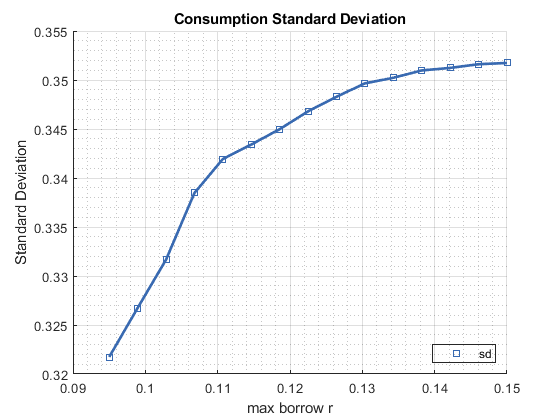 Consumption Standard Deviation
0.355
0.35
0.345
0.34
0.335
0.33
0.325
0.32
Standard Deviation
0.09 0.1 0.11 0.12 0.13 0.14 0.15
max borrow r
sd